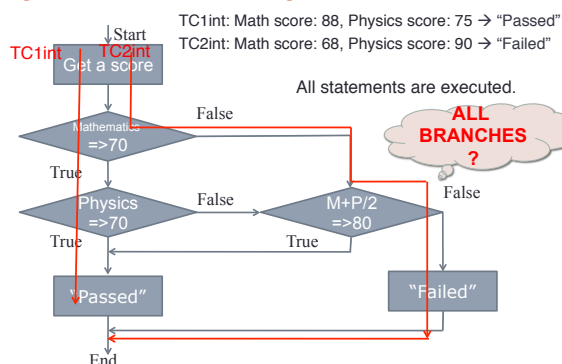 TC1int: Math score: 88, Physics score: 75 → “Passed”
TC2int: Math score: 68, Physics score: 90 → “Failed”
Start
TC1int
TC2int
Get a score
All statements are executed.
ALL
BRANCHES
?
False
Mathematics
=>70
True
False
Physics
=>70
False
M+P/2
=>80
True
True
“Passed”
“Failed”
End